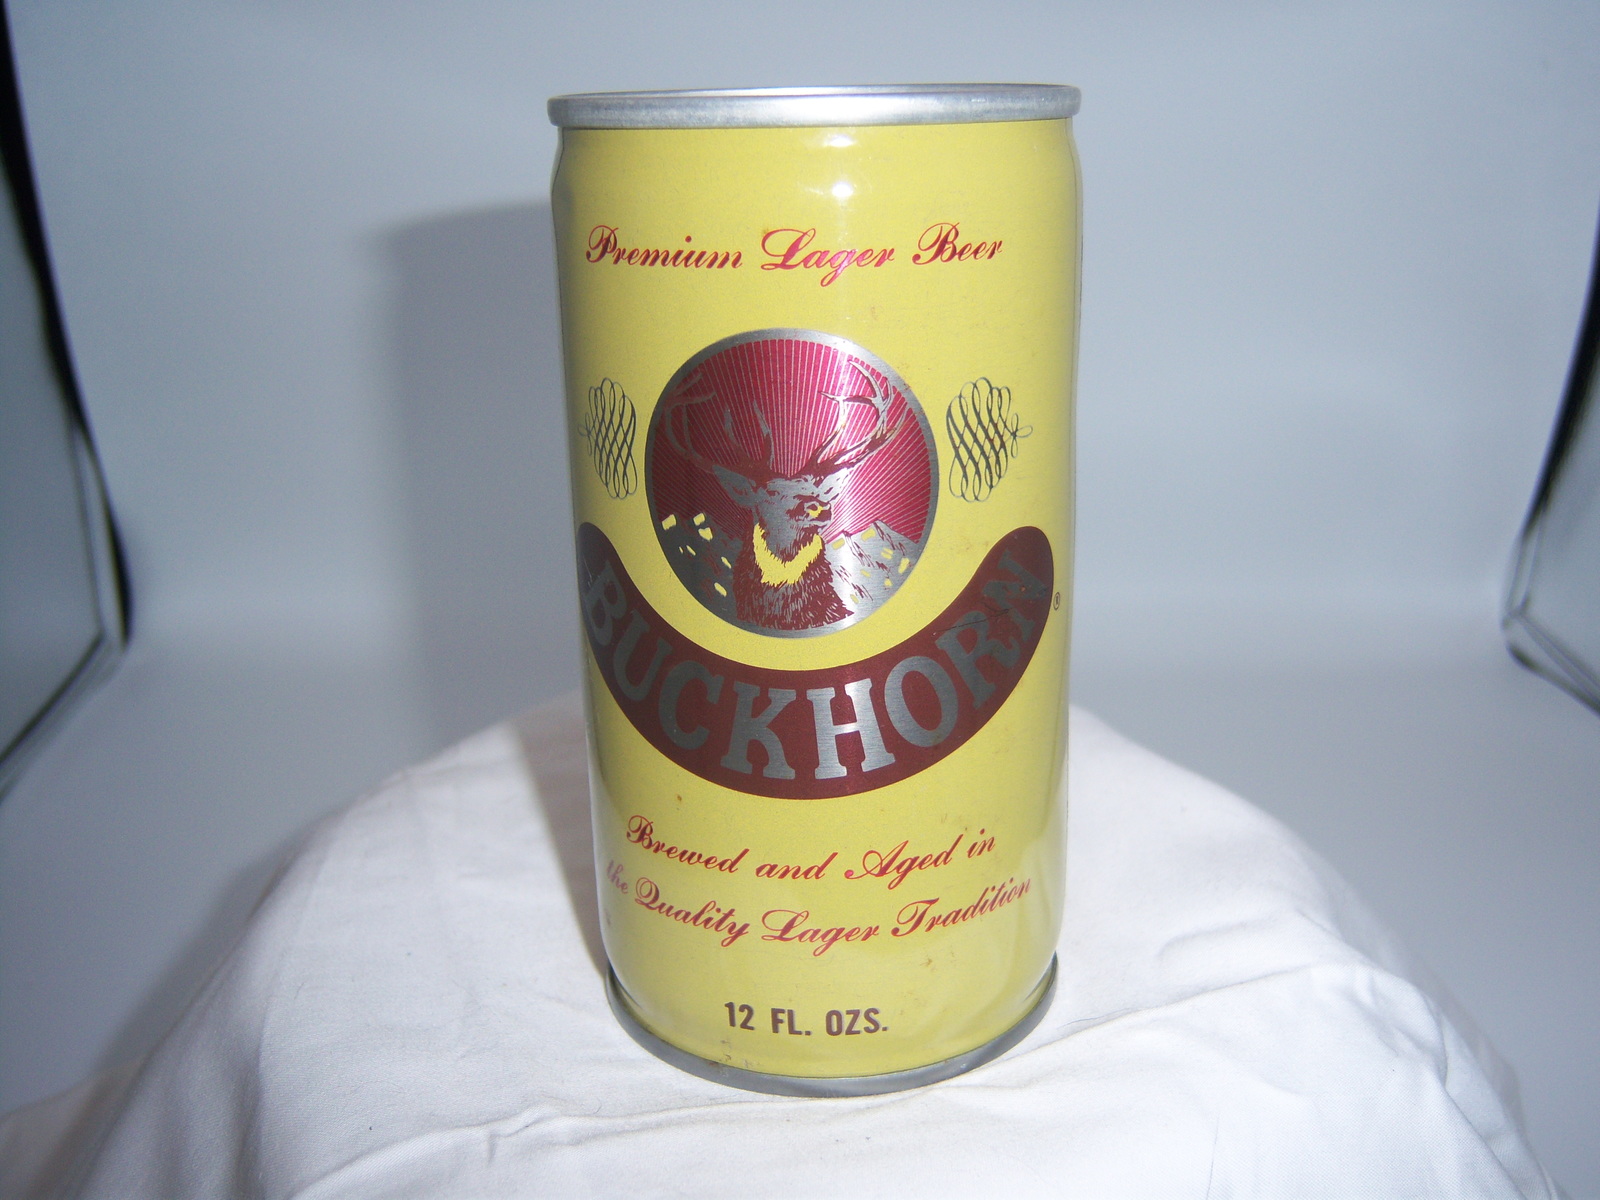 Premium Lager Beer
BUCKHORN®
Brewed and Aged in
the Quality Lager Tradition
12 FL. OZS.